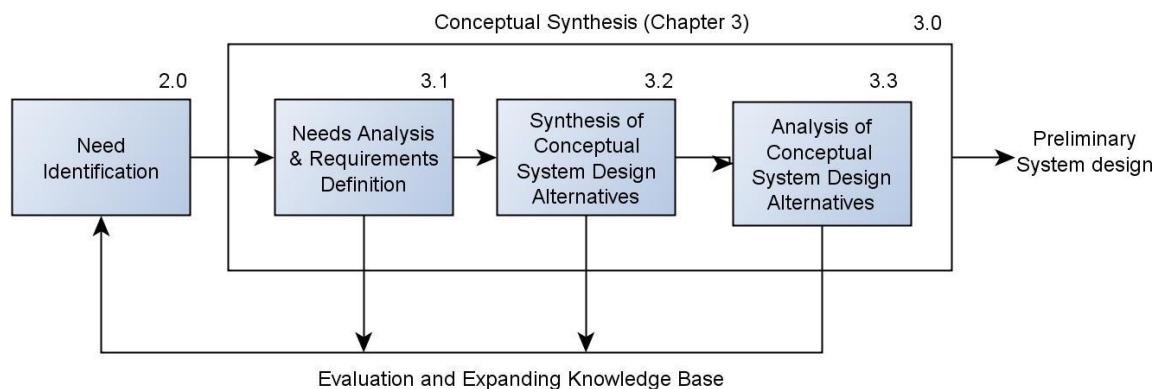 Conceptual Synthesis (Chapter 3)
3.0
2.0
3.1
3.2
3.3
Need
Identification
Needs Analysis
& Requirements
Definition
Synthesis of
Conceptual
System Design
Alternatives
Analysis of
Conceptual
System Design
Alternatives
Preliminary
System design
Evaluation and Expanding Knowledge Base